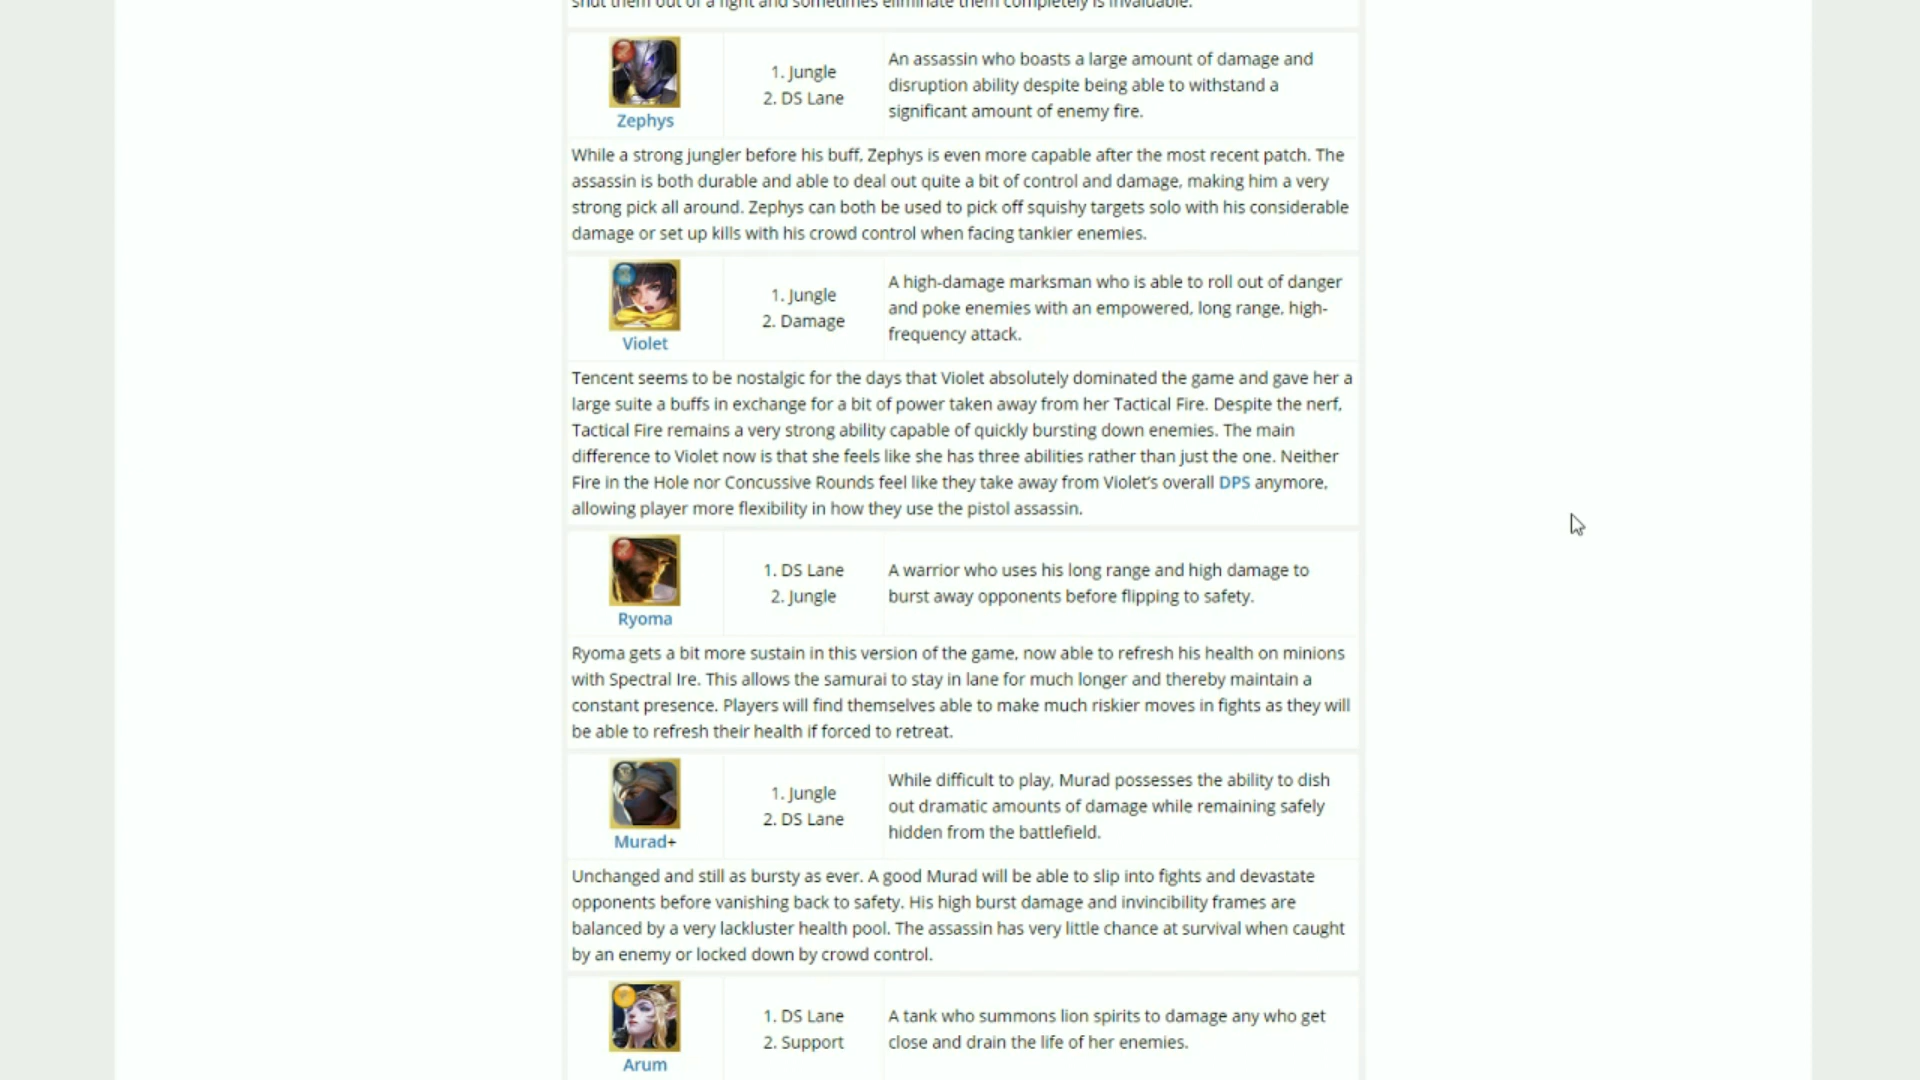 shut them out of a fight and sometimes eliminate them completely is invaluable.
Zephys
1. Jungle
2. DS Lane
An assassin who boasts a large amount of damage and
disruption ability despite being able to withstand a
significant amount of enemy fire.
While a strong jungler before his buff, Zephys is even more capable after the most recent patch. The
assassin is both durable and able to deal out quite a bit of control and damage, making him a very
strong pick all around. Zephys can both be used to pick off squishy targets solo with his considerable
damage or set up kills with his crowd control when facing tankier enemies.
Violet
1. Jungle
2. Damage
A high-damage marksman who is able to roll out of danger
and poke enemies with an empowered, long range, high-
frequency attack.
Tencent seems to be nostalgic for the days that Violet absolutely dominated the game and gave her a
large suite a buffs in exchange for a bit of power taken away from her Tactical Fire. Despite the nerf,
Tactical Fire remains a very strong ability capable of quickly bursting down enemies. The main
difference to Violet now is that she feels like she has three abilities rather than just the one. Neither
Fire in the Hole nor Concussive Rounds feel like they take away from Violet's overall DPS anymore,
allowing player more flexibility in how they use the pistol assassin.
Ryoma
1. DS Lane
2. Jungle
A warrior who uses his long range and high damage to
burst away opponents before flipping to safety.
Ryoma gets a bit more sustain in this version of the game, now able to refresh his health on minions
with Spectral Ire. This allows the samurai to stay in lane for much longer and thereby maintain a
constant presence. Players will find themselves able to make much riskier moves in fights as they will
be able to refresh their health if forced to retreat.
Murad+
1. Jungle
2. DS Lane
While difficult to play, Murad possesses the ability to dish
out dramatic amounts of damage while remaining safely
hidden from the battlefield.
Unchanged and still as bursty as ever. A good Murad will be able to slip into fights and devastate
opponents before vanishing back to safety. His high burst damage and invincibility frames are
balanced by a very lackluster health pool. The assassin has very little chance at survival when caught
by an enemy or locked down by crowd control.
Arum
1. DS Lane
2. Support
A tank who summons lion spirits to damage any who get
close and drain the life of her enemies.